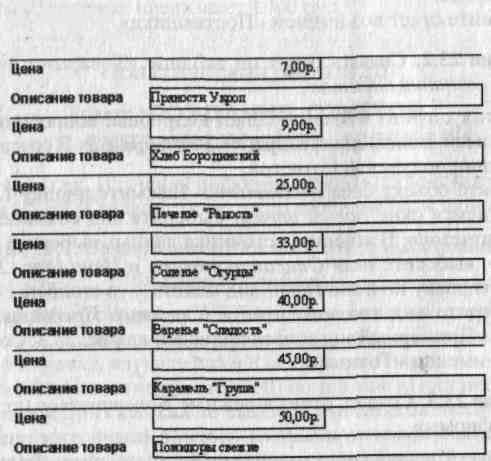 Цена 7,00р.
Описание товара Пряности Укроп
Цена 9,00р.
Описание товара Хлеб Бородинский
Цена 25,00р.
Описание товара Печенье "Радость"
Цена 33,00р.
Описание товара Соленье "Огурцы"
Цена 40,00р.
Описание товара Варенье "Сладость"
Цена 45,00р.
Описание товара Карамель "Груша"
Цена 50,00р.
Описание товара Помидоры свежие